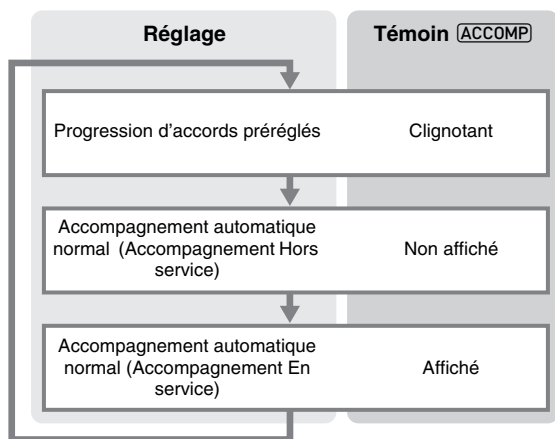 Réglage
Témoin ACCOMP
Progression d'accords préréglés
Clignotant
Accompagnement automatique
normal (Accompagnement Hors
service)
Non affiché
Accompagnement automatique
normal (Accompagnement En
service)
Affiché